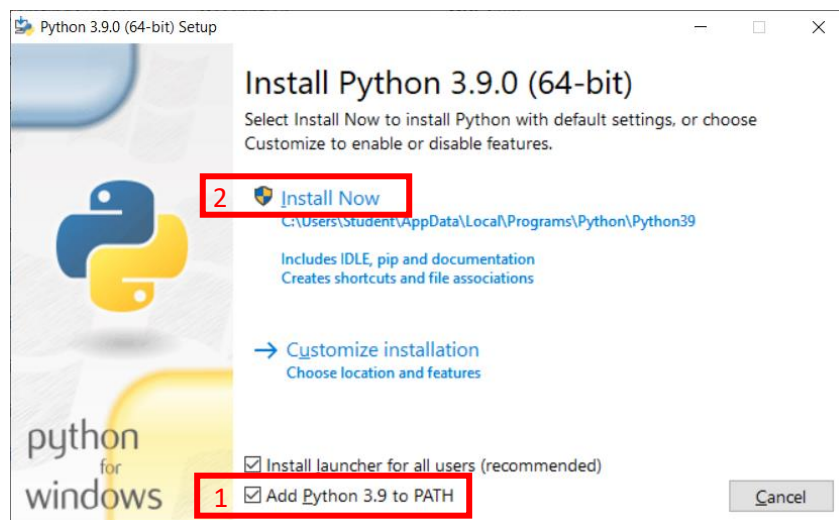 Python 3.9.0 (64-bit) Setup
Install Python 3.9.0 (64-bit)
Select Install Now to install Python with default settings, or choose
Customize to enable or disable features.
2 Install Now
C:\Users\Student\AppData\Local\Programs\Python\Python39
Includes IDLE, pip and documentation
Creates shortcuts and file associations
Customize installation
Choose location and features
python
for
windows
Install launcher for all users (recommended)
1 Add Python 3.9 to PATH
Cancel